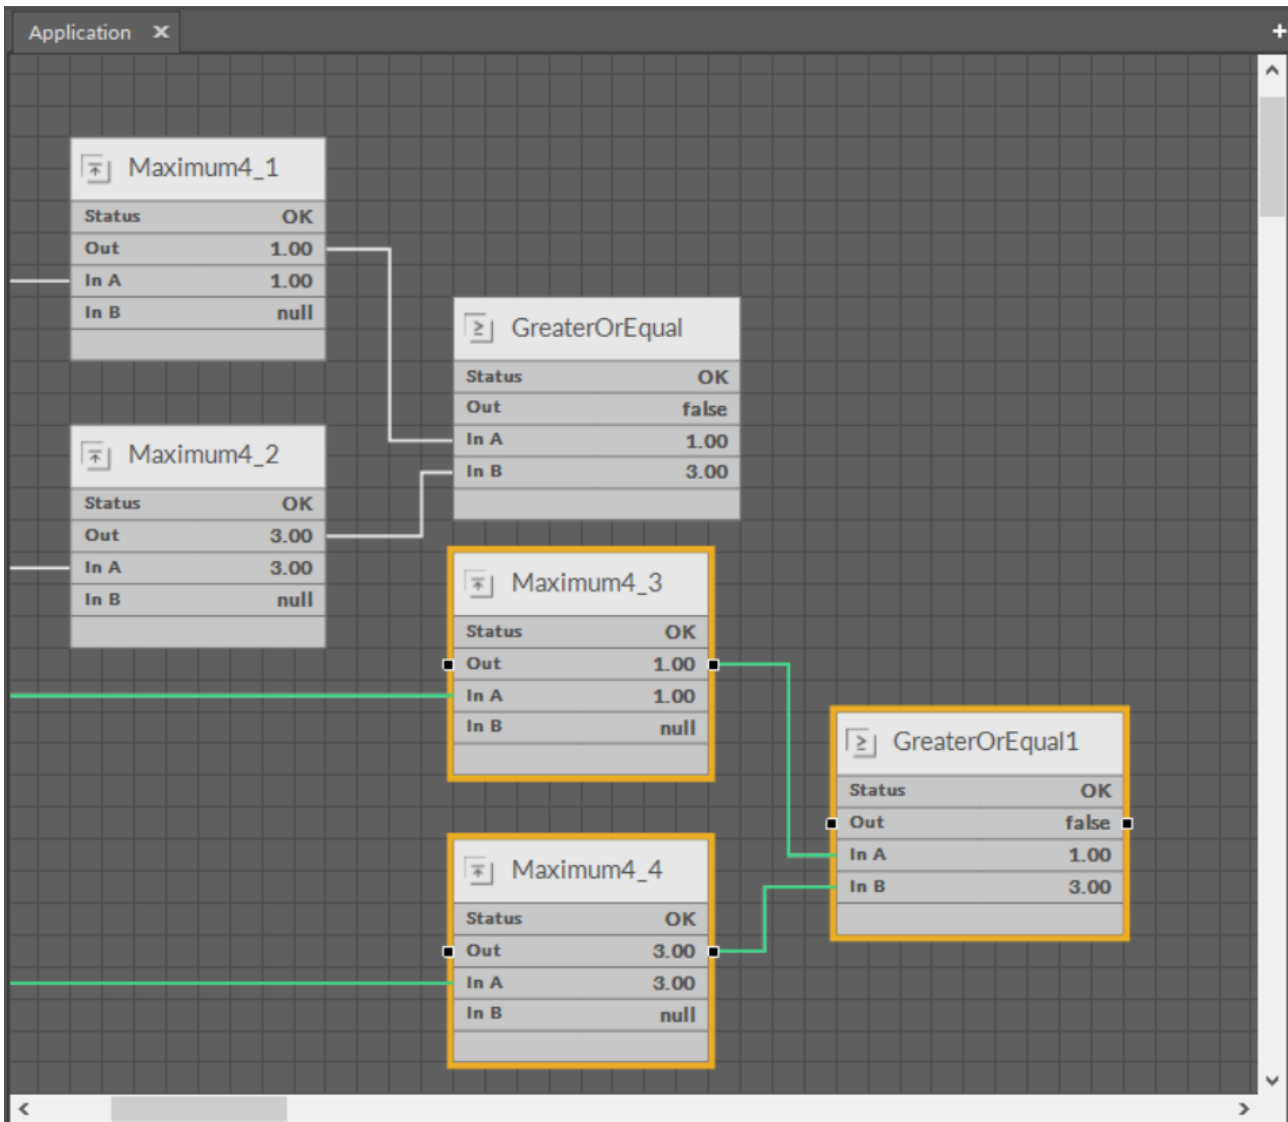 Application
Maximum4_1
Status OK
Out 1.00
In A 1.00
In B null
GreaterOrEqual
Status OK
Out false
In A 1.00
In B 3.00
Maximum4_2
Status OK
Out 3.00
In A 3.00
In B null
Maximum4_3
Status OK
Out 1.00
In A 1.00
In B null
GreaterOrEqual1
Status OK
Out false
In A 1.00
In B 3.00
Maximum4_4
Status OK
Out 3.00
In A 3.00
In B null